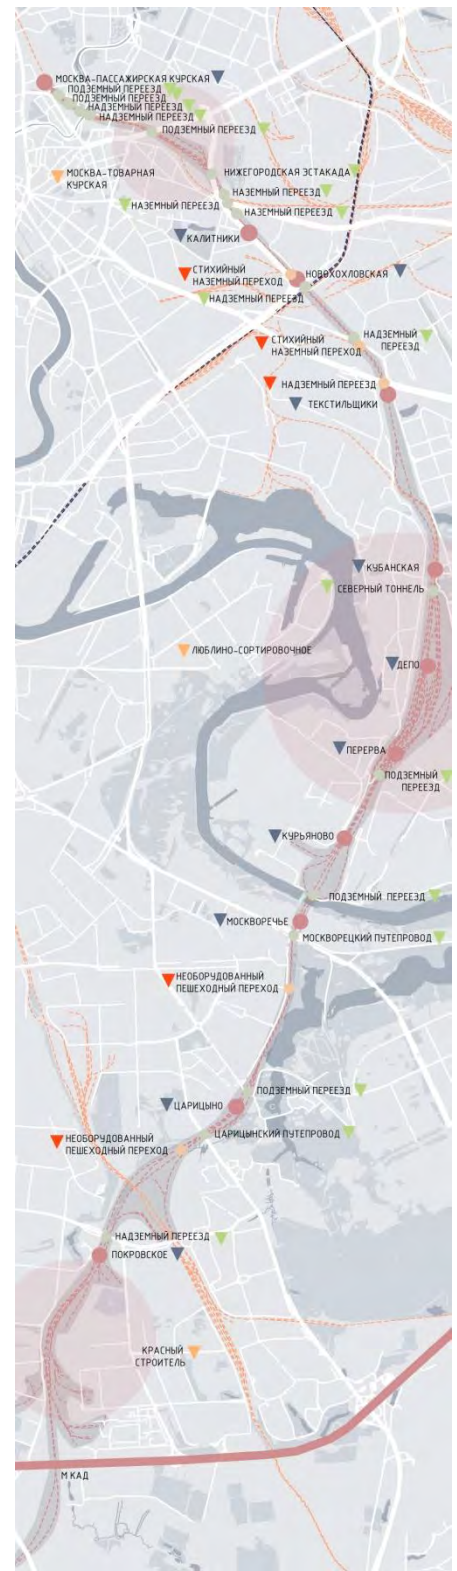 МОСКВА-ПАССАЖИРСКАЯ КУРСКАЯ
ПОДЗЕМНЫЙ ПЕРЕЕЗД
ПОДЗЕМНЫЙ ПЕРЕЕЗД
НАДЗЕМНЫЙ ПЕРЕЕЗД
НАДЗЕМНЫЙ ПЕРЕЕЗД
ПОДЗЕМНЫЙ ПЕРЕЕЗД
МОСКВА-ТОВАРНАЯ
КУРСКАЯ
НИЖЕГОРОДСКАЯ ЭСТАКАДА
НАЗЕМНЫЙ ПЕРЕЕЗД
НАЗЕМНЫЙ ПЕРЕЕЗД
НАЗЕМНЫЙ ПЕРЕЕЗД
КАЛИТНИКИ
СТИХИЙНЫЙ
НАЗЕМНЫЙ ПЕРЕХОД
НОВОХОХЛОВСКАЯ
НАДЗЕМНЫЙ ПЕРЕЕЗД
НАДЗЕМНЫЙ
ПЕРЕЕЗД
СТИХИЙНЫЙ
НАЗЕМНЫЙ ПЕРЕХОД
НАДЗЕМНЫЙ ПЕРЕЕЗД
ТЕКСТИЛЬЩИКИ
КУБАНСКАЯ
СЕВЕРНЫЙ ТОННЕЛЬ
ЛЮБЛИНО-СОРТИРОВОЧНОЕ
ДЕПО
ПЕРЕРВА
ПОДЗЕМНЫЙ
ПЕРЕЕЗД
КУРЬЯНОВО
ПОДЗЕМНЫЙ ПЕРЕЕЗД
МОСКВОРЕЧЬЕ
МОСКВОРЕЦКИЙ ПУТЕПРОВОД
НЕОБОРУДОВАННЫЙ
ПЕШЕХОДНЫЙ ПЕРЕХОД
ПОДЗЕМНЫЙ ПЕРЕЕЗД
ЦАРИЦЫНО
ЦАРИЦЫНСКИЙ ПУТЕПРОВОД
НЕОБОРУДОВАННЫЙ
ПЕШЕХОДНЫЙ ПЕРЕХОД
НАДЗЕМНЫЙ ПЕРЕЕЗД
ПОКРОВСКОЕ
КРАСНЫЙ
СТРОИТЕЛЬ
МКАД